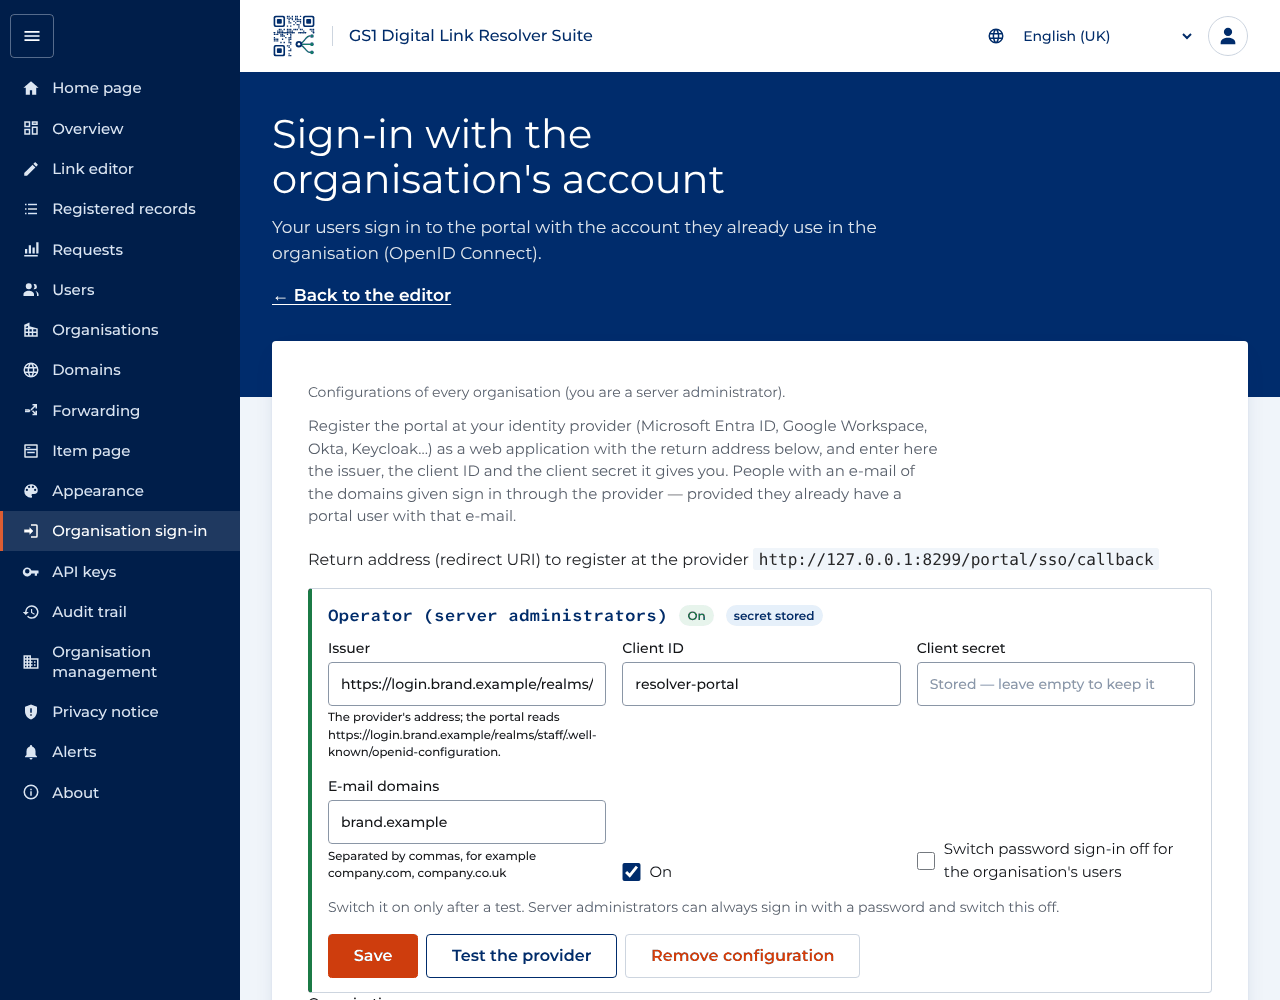 GS1 Digital Link Resolver Suite
English (UK)
Home page
Overview
Link editor
Registered records
Requests
Users
Organisations
Domains
Forwarding
Item page
Appearance
Organisation sign-in
API keys
Audit trail
Organisation
management
Privacy notice
Alerts
About
Sign-in with the
organisation's account
Your users sign in to the portal with the account they already use in the
organisation (OpenID Connect).
← Back to the editor
Configurations of every organisation (you are a server administrator).
Register the portal at your identity provider (Microsoft Entra ID, Google Workspace,
Okta, Keycloak…) as a web application with the return address below, and enter here
the issuer, the client ID and the client secret it gives you. People with an e-mail of
the domains given sign in through the provider — provided they already have a
portal user with that e-mail.
Return address (redirect URI) to register at the provider http://127.0.0.1:8299/portal/sso/callback
Operator (server administrators) On secret stored
Issuer Client ID Client secret
https://login.brand.example/realms/ resolver-portal Stored — leave empty to keep it
The provider's address; the portal reads
https://login.brand.example/realms/staff/.well-
known/openid-configuration.
E-mail domains
brand.example
Separated by commas, for example
company.com, company.co.uk
On
Switch password sign-in off for
the organisation's users
Switch it on only after a test. Server administrators can always sign in with a password and switch this off.
Save Test the provider Remove configuration